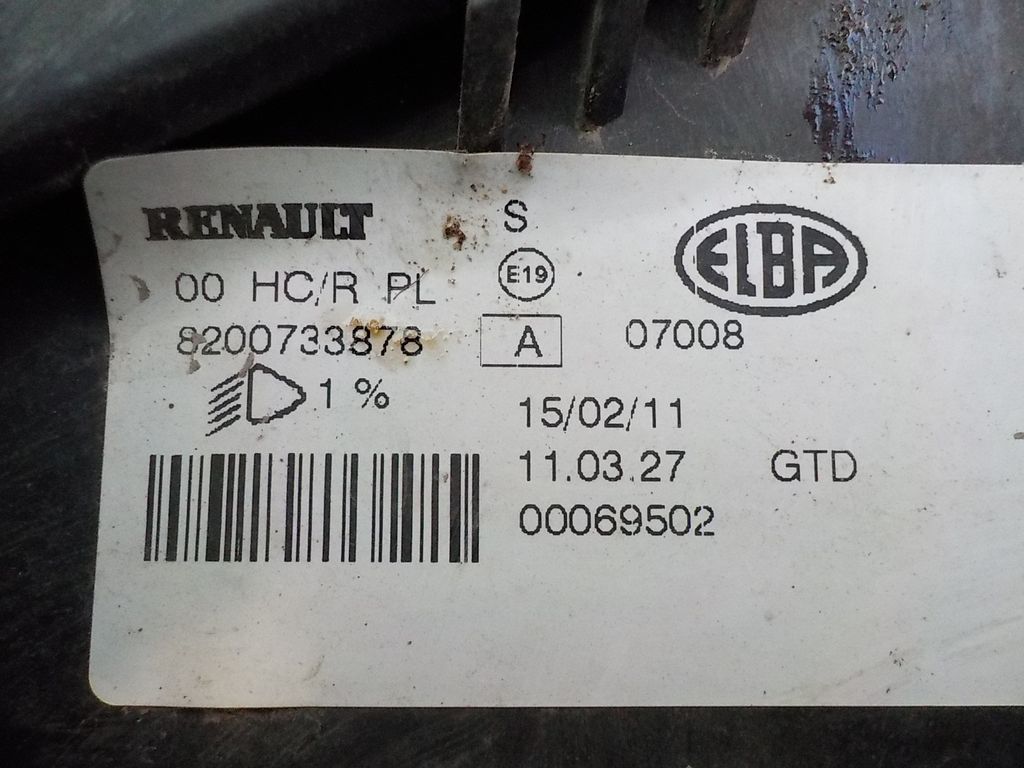 RENAULT S ELBA
00 HC/R PL E19
8200733878 A 07008
1 %
15/02/11
11.03.27 GTD
00069502